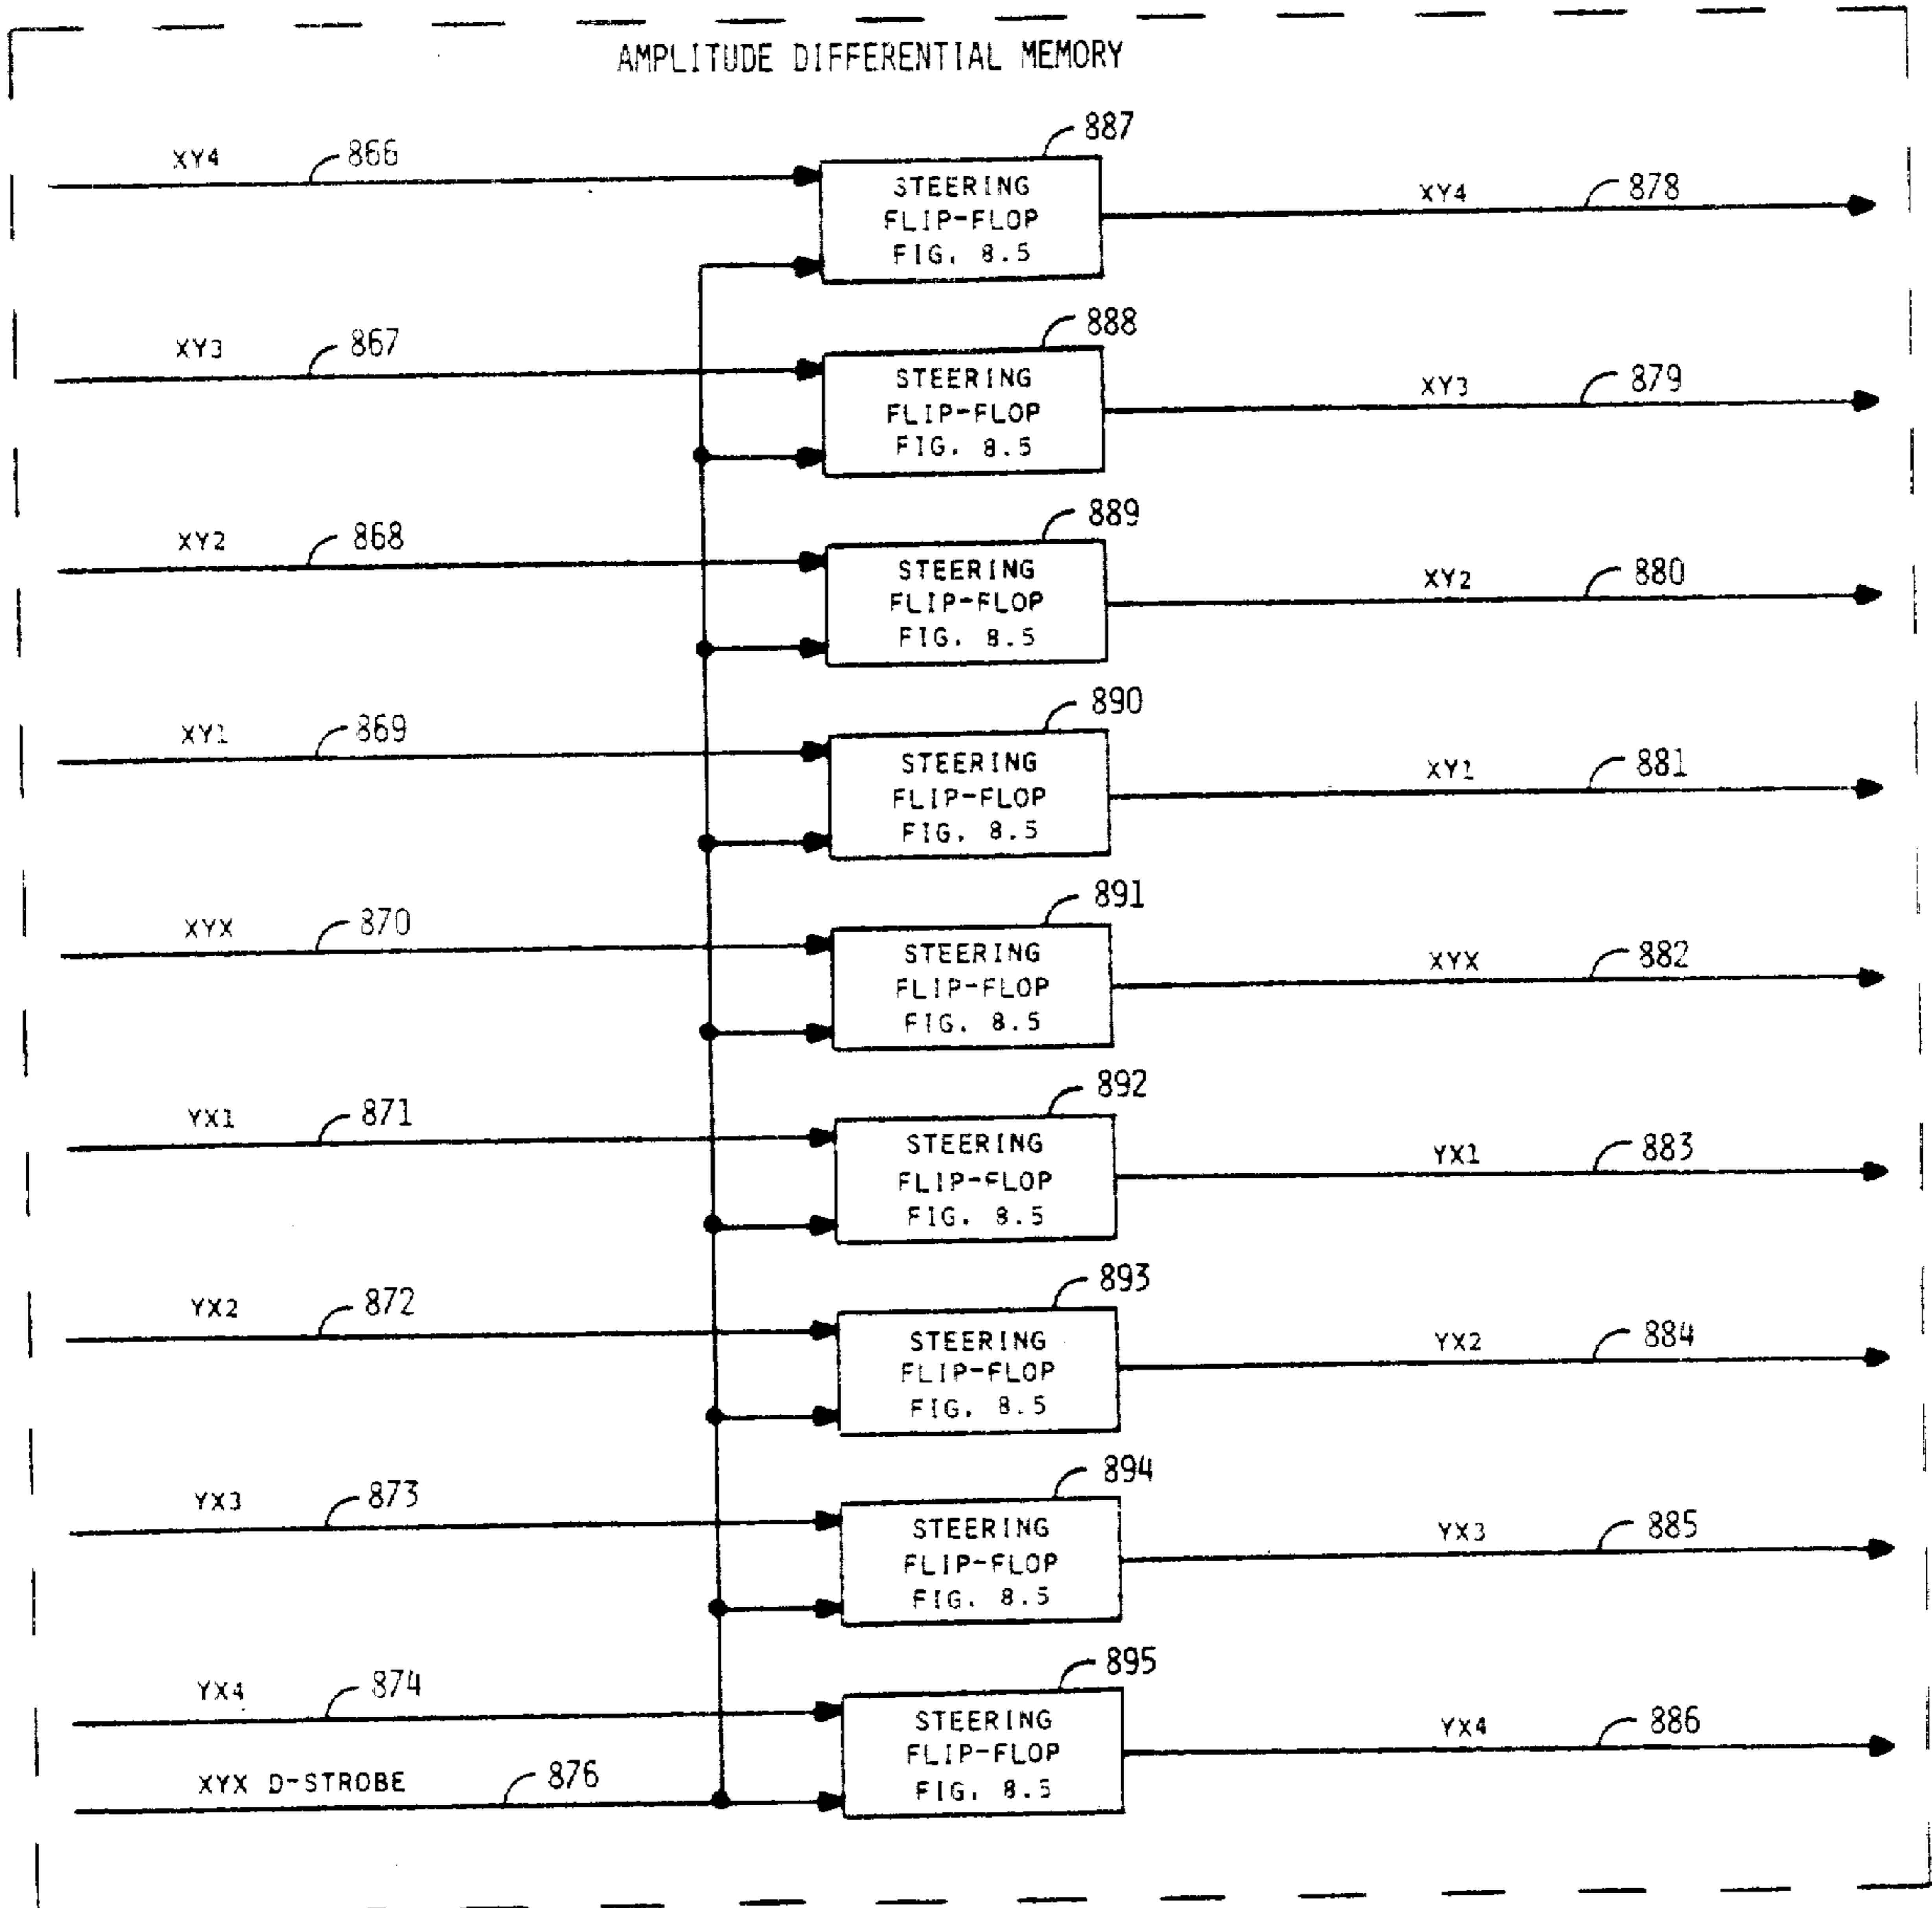 AMPLITUDE DIFFERENTIAL MEMORY
XY4 866
887
STEERING
FLIP-FLOP
FIG. 8.5
XY4 878
XY3 867
888
STEERING
FLIP-FLOP
FIG. 8.5
XY3 879
XY2 868
889
STEERING
FLIP-FLOP
FIG. 8.5
XY2 880
XY1 869
890
STEERING
FLIP-FLOP
FIG. 8.5
XY1 881
XYX 870
891
STEERING
FLIP-FLOP
FIG. 8.5
XYX 882
YX1 871
892
STEERING
FLIP-FLOP
FIG. 8.5
YX1 883
YX2 872
893
STEERING
FLIP-FLOP
FIG. 8.5
YX2 884
YX3 873
894
STEERING
FLIP-FLOP
FIG. 8.5
YX3 885
YX4 874
895
STEERING
FLIP-FLOP
FIG. 8.5
YX4 886
XYX D-STROBE 876